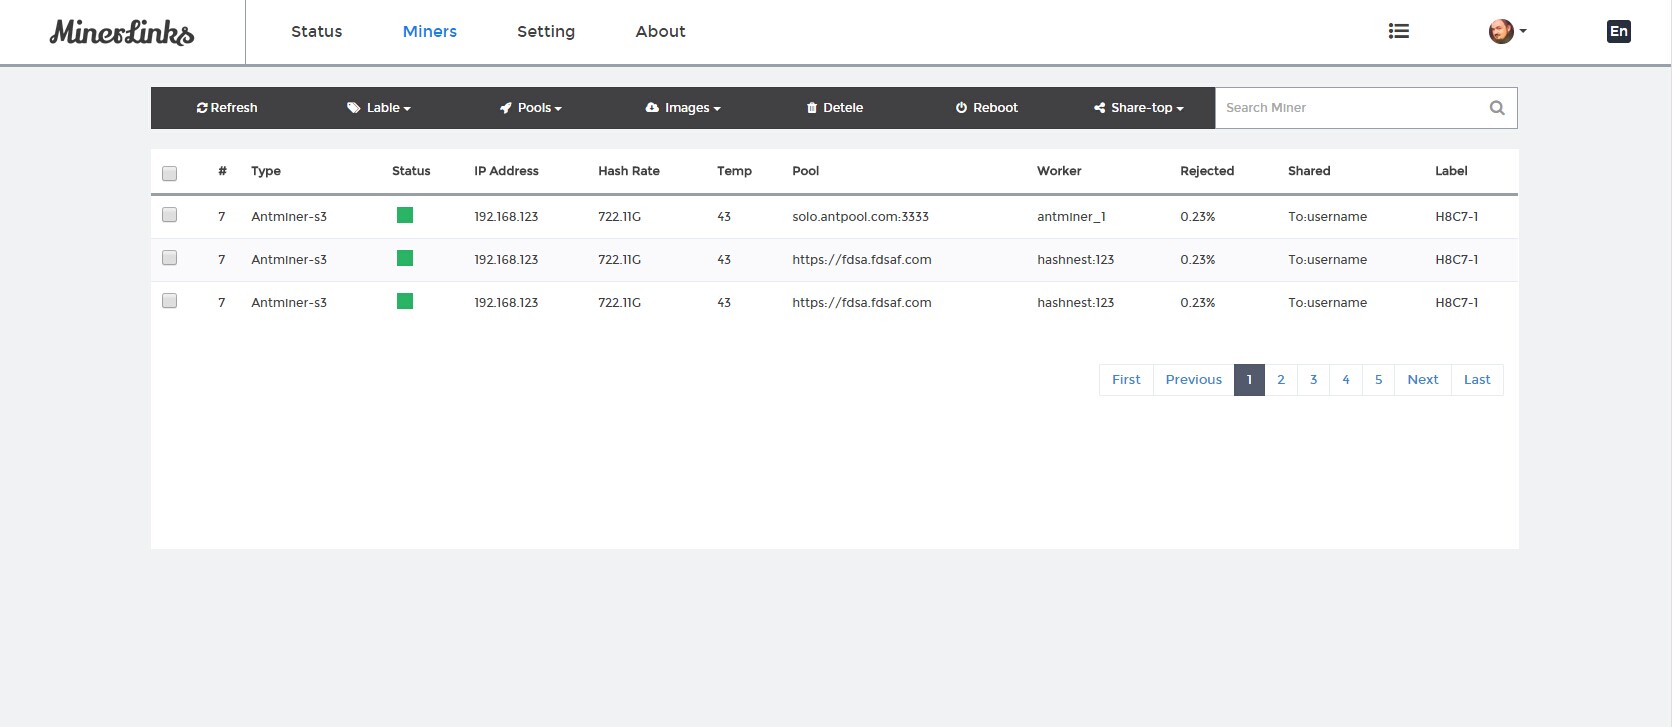 MinerLinks Status Miners Setting About En
Refresh Lable Pools Images Detele Reboot Share-top Search Miner
# Type Status IP Address Hash Rate Temp Pool Worker Rejected Shared Label
7 Antminer-s3 192.168.123 722.11G 43 solo.antpool.com:3333 antminer_1 0.23% To:username H8C7-1
7 Antminer-s3 192.168.123 722.11G 43 https://fdsa.fdsaf.com hashnest:123 0.23% To:username H8C7-1
7 Antminer-s3 192.168.123 722.11G 43 https://fdsa.fdsaf.com hashnest:123 0.23% To:username H8C7-1
First Previous 1 2 3 4 5 Next Last